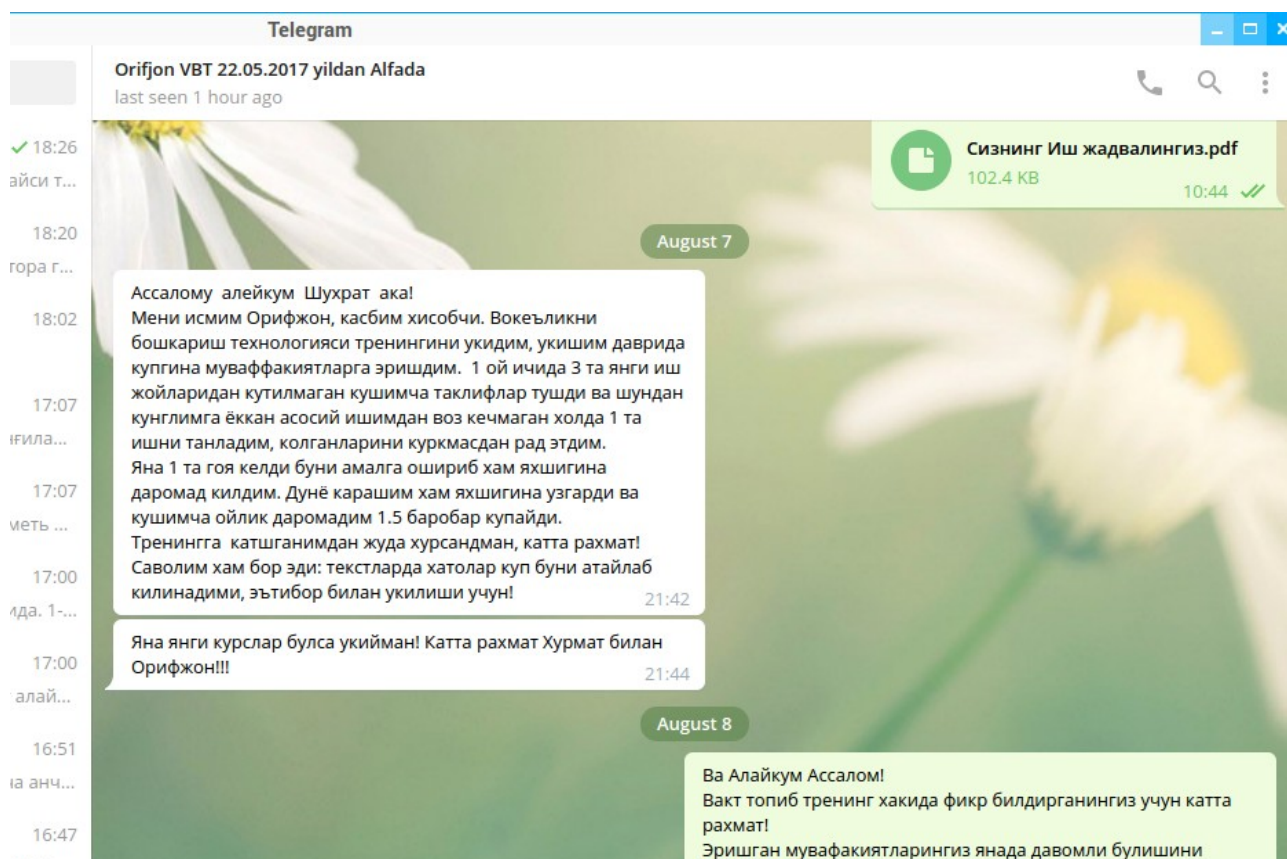 Telegram
Orifjon VBT 22.05.2017 yildan Alfada
last seen 1 hour ago
18:26
айси т...
18:20
тора г...
18:02
17:07
нғила...
17:07
меть ...
17:00
ида. 1-...
17:00
алай...
16:51
на анч...
16:47
Сизнинг Иш жадвалингиз.pdf
102.4 KB
10:44
August 7
Ассалому алейкум Шухрат ака!
Мени исмим Орифжон, касбим хисобчи. Вокеъликни
бошкариш технологияси тренингини укидим, укишим даврида
купгина муваффакиятларга эришдим. 1 ой ичида 3 та янги иш
жойларидан кутилмаган кушимча таклифлар тушди ва шундан
кунглимга ёккан асосий ишимдан воз кечмаган холда 1 та
ишни танладим, колганларини куркмасдан рад этдим.
Яна 1 та гоя келди буни амалга ошириб хам яхшигина
даромад килдим. Дунё карашим хам яхшигина узгарди ва
кушимча ойлик даромадим 1.5 баробар купайди.
Тренингга катшганимдан жуда хурсандман, катта рахмат!
Саволим хам бор эди: текстларда хатолар куп буни атайлаб
килинадими, эътибор билан укилиши учун!
21:42
Яна янги курслар булса укийман! Катта рахмат Хурмат билан
Орифжон!!!
21:44
August 8
Ва Алайкум Ассалом!
Вакт топиб тренинг хакида фикр билдирганингиз учун катта
рахмат!
Эришган мувафакиятларингиз янада давомли булишини